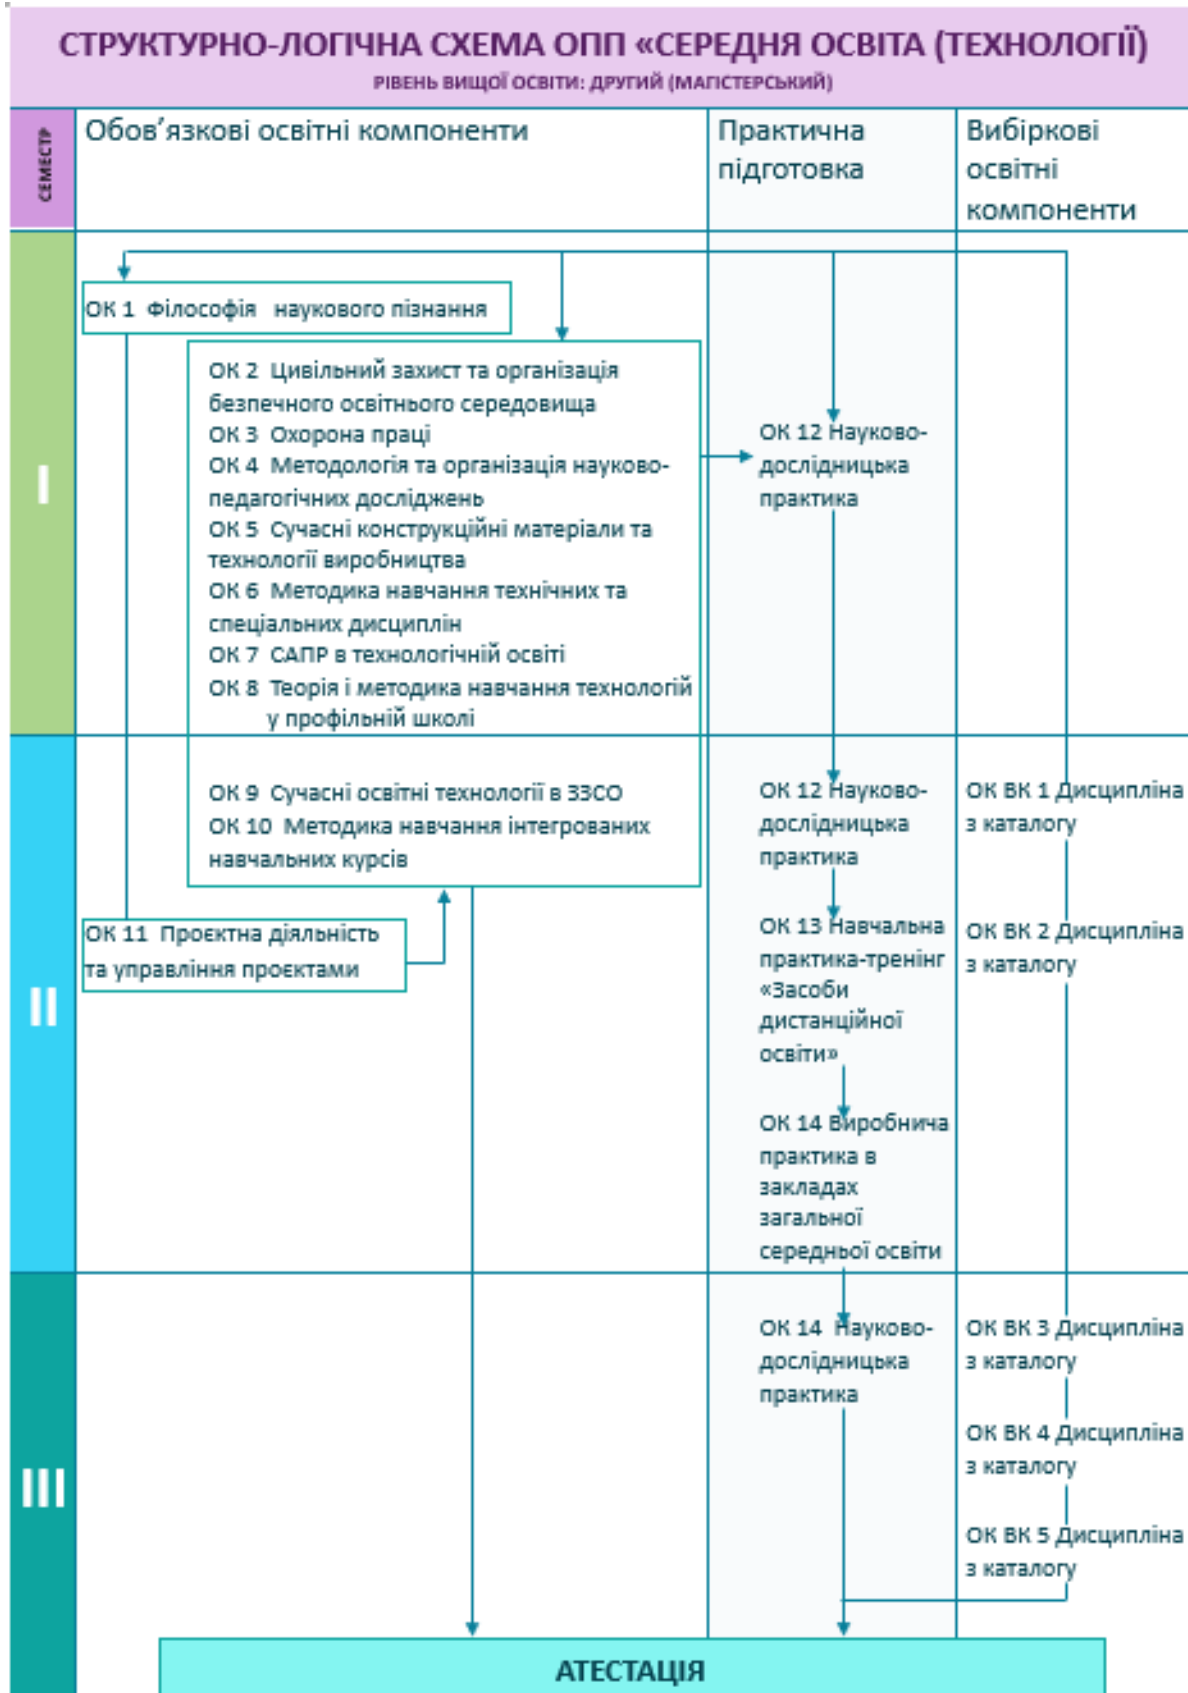 СТРУКТУРНО-ЛОГІЧНА СХЕМА ОПП «СЕРЕДНЯ ОСВІТА (ТЕХНОЛОГІЇ)
РІВЕНЬ ВИЩОЇ ОСВІТИ: ДРУГИЙ (МАГІСТЕРСЬКИЙ)
СЕМЕСТР
Обов’язкові освітні компоненти
Практична
підготовка
Вибіркові
освітні
компоненти
I
ОК 1 Філософія наукового пізнання
ОК 2 Цивільний захист та організація
безпечного освітнього середовища
ОК 3 Охорона праці
ОК 4 Методологія та організація науково-
педагогічних досліджень
ОК 5 Сучасні конструкційні матеріали та
технології виробництва
ОК 6 Методика навчання технічних та
спеціальних дисциплін
ОК 7 САПР в технологічній освіті
ОК 8 Теорія і методика навчання технологій
у профільній школі
ОК 12 Науково-
дослідницька
практика
II
ОК 9 Сучасні освітні технології в ЗЗСО
ОК 10 Методика навчання інтегрованих
навчальних курсів
ОК 11 Проєктна діяльність
та управління проєктами
ОК 12 Науково-
дослідницька
практика
ОК 13 Навчальна
практика-тренінг
«Засоби
дистанційної
освіти»
ОК 14 Виробнича
практика в
закладах
загальної
середньої освіти
ОК ВК 1 Дисципліна
з каталогу
ОК ВК 2 Дисципліна
з каталогу
III
ОК 14 Науково-
дослідницька
практика
ОК ВК 3 Дисципліна
з каталогу
ОК ВК 4 Дисципліна
з каталогу
ОК ВК 5 Дисципліна
з каталогу
АТЕСТАЦІЯ